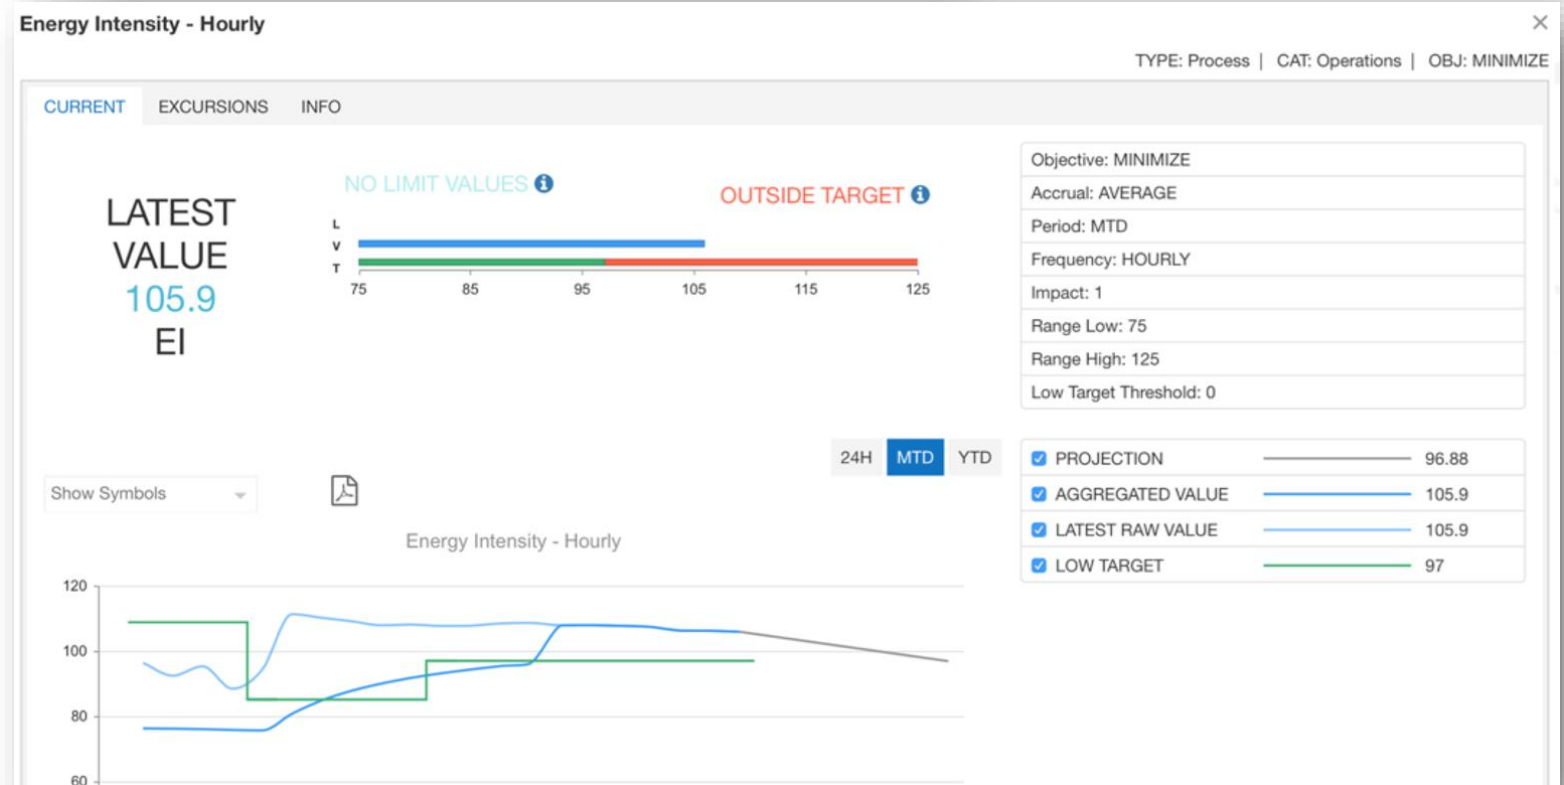 Energy Intensity - Hourly
×
TYPE: Process | CAT: Operations | OBJ: MINIMIZE
CURRENT EXCURSIONS INFO
LATEST
VALUE
105.9
EI
NO LIMIT VALUES i
OUTSIDE TARGET i
L
V
T
75 85 95 105 115 125
Objective: MINIMIZE
Accrual: AVERAGE
Period: MTD
Frequency: HOURLY
Impact: 1
Range Low: 75
Range High: 125
Low Target Threshold: 0
24H MTD YTD
Show Symbols
PROJECTION 96.88
AGGREGATED VALUE 105.9
LATEST RAW VALUE 105.9
LOW TARGET 97
Energy Intensity - Hourly
120
100
80
60